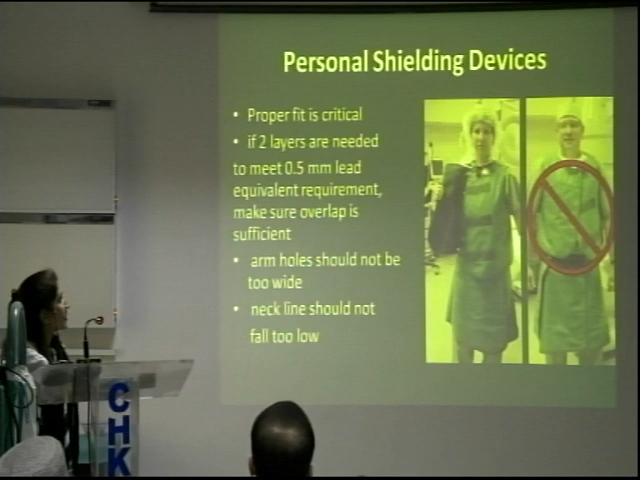 Personal Shielding Devices
• Proper fit is critical
• if 2 layers are needed
to meet 0.5 mm lead
equivalent requirement,
make sure overlap is
sufficient
• arm holes should not be
too wide
• neck line should not
fall too low
CHK